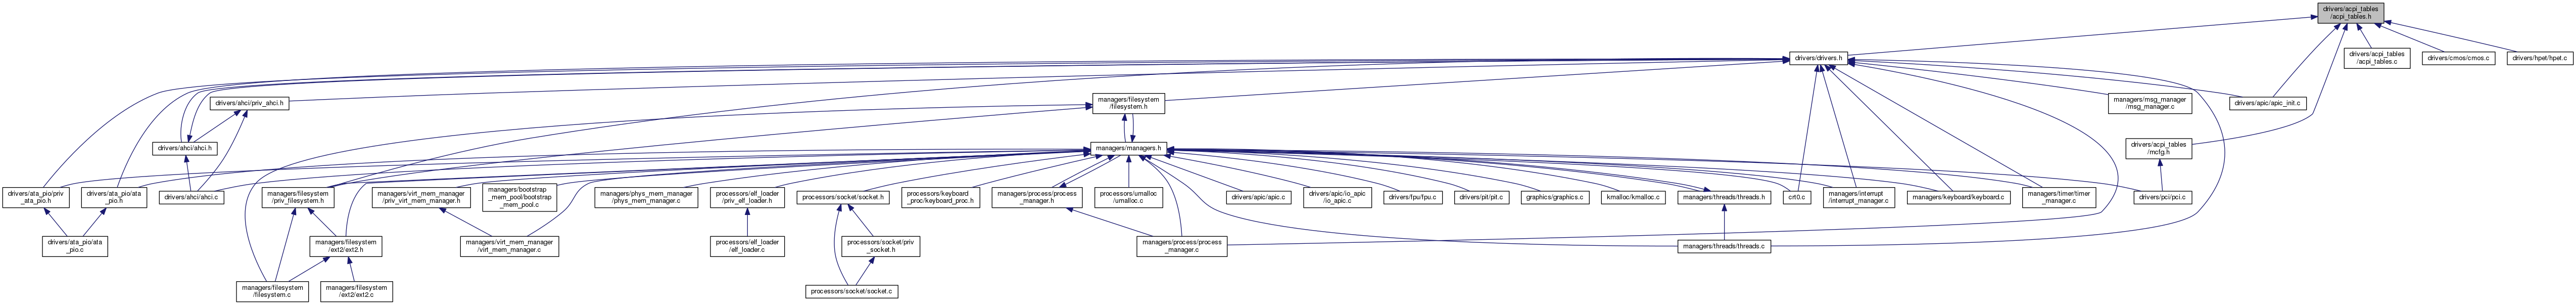 drivers/acpi_tables
/acpi_tables.h
drivers/drivers.h
drivers/acpi_tables
/acpi_tables.c
drivers/cmos/cmos.c
drivers/hpet/hpet.c
drivers/ahci/priv_ahci.h
managers/filesystem
/filesystem.h
managers/msg_manager
/msg_manager.c
drivers/apic/apic_init.c
drivers/ahci/ahci.h
managers/managers.h
drivers/acpi_tables
/mcfg.h
drivers/ata_pio/priv
_ata_pio.h
drivers/ata_pio/ata
_pio.h
drivers/ahci/ahci.c
managers/filesystem
/priv_filesystem.h
managers/virt_mem_manager
/priv_virt_mem_manager.h
managers/bootstrap
_mem_pool/bootstrap
_mem_pool.c
managers/phys_mem_manager
/phys_mem_manager.c
processors/elf_loader
/priv_elf_loader.h
processors/socket/socket.h
processors/keyboard
_proc/keyboard_proc.h
managers/process/process
_manager.h
processors/umalloc
/umalloc.c
drivers/apic/apic.c
drivers/apic/io_apic
/io_apic.c
drivers/fpu/fpu.c
drivers/pit/pit.c
graphics/graphics.c
kmalloc/kmalloc.c
managers/threads/threads.h
crt0.c
managers/interrupt
/interrupt_manager.c
managers/keyboard/keyboard.c
managers/timer/timer
_manager.c
drivers/pci/pci.c
drivers/ata_pio/ata
_pio.c
managers/filesystem
/ext2/ext2.h
managers/virt_mem_manager
/virt_mem_manager.c
processors/elf_loader
/elf_loader.c
processors/socket/priv
_socket.h
managers/process/process
_manager.c
managers/threads/threads.c
managers/filesystem
/filesystem.c
managers/filesystem
/ext2/ext2.c
processors/socket/socket.c